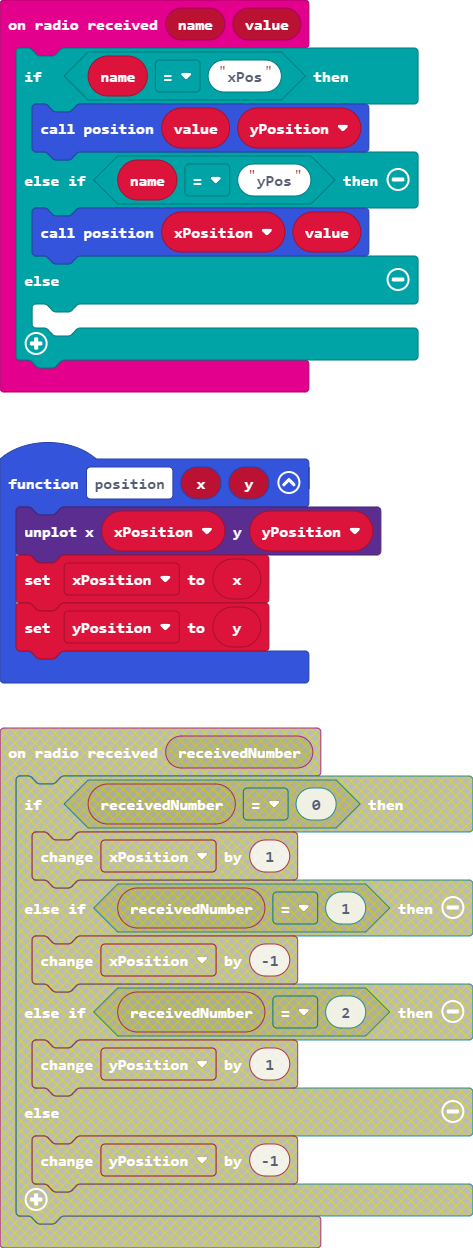 on radio received name value
if name = "xPos" then
call position value yPosition
else if name = "yPos" then
call position xPosition value
else
function position x y
unplot x xPosition y yPosition
set xPosition to x
set yPosition to y
on radio received receivedNumber
if receivedNumber = 0 then
change xPosition by 1
else if receivedNumber = 1 then
change xPosition by -1
else if receivedNumber = 2 then
change yPosition by 1
else
change yPosition by -1